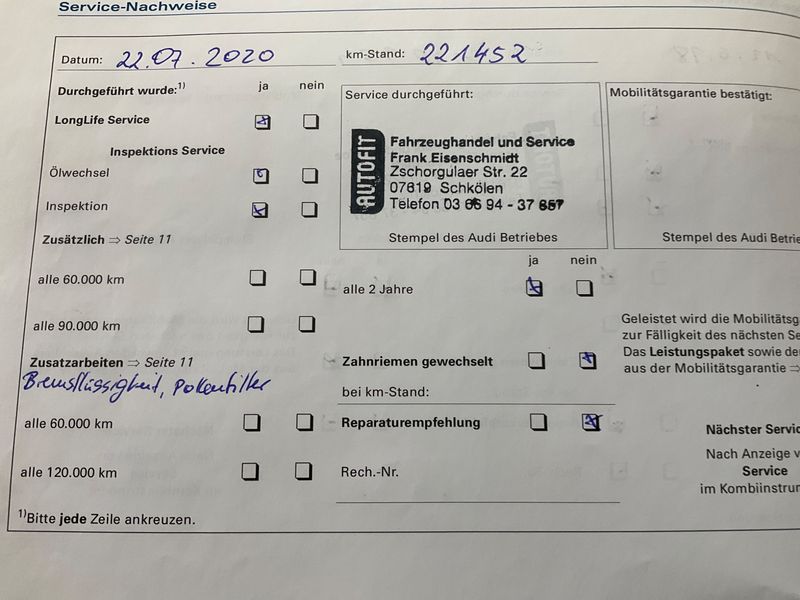 Service-Nachweise
Datum: 22.07.2020 km-Stand: 221452
Durchgeführt wurde:1) ja nein
LongLife Service
Inspektions Service
Ölwechsel
Inspektion
Zusätzlich ⇒ Seite 11
alle 60.000 km
alle 90.000 km
Zusatzarbeiten ⇒ Seite 11
Bremsflüssigkeit, Pollenfilter
alle 60.000 km
alle 120.000 km
1)Bitte jede Zeile ankreuzen.
Service durchgeführt:
AUTOFIT
Fahrzeughandel und Service
Frank Eisenschmidt
Zschorgulaer Str. 22
07619 Schkölen
Telefon 03 66 94 - 37 657
Stempel des Audi Betriebes
ja nein
alle 2 Jahre
Zahnriemen gewechselt
bei km-Stand:
Reparaturempfehlung
Rech.-Nr.
Mobilitätsgarantie bestätigt:
Stempel des Audi Betrie
Geleistet wird die Mobilitätsg
zur Fälligkeit des nächsten Se
Das Leistungspaket sowie de
aus der Mobilitätsgarantie ⇒
Nächster Servic
Nach Anzeige v
Service
im Kombiinstrun